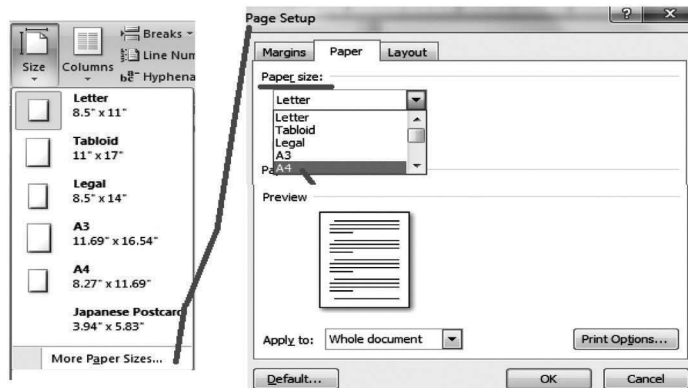 Size
Columns
Breaks
Line Num
Hyphena
Letter
8.5" x 11"
Tabloid
11" x 17"
Legal
8.5" x 14"
A3
11.69" x 16.54"
A4
8.27" x 11.69"
Japanese Postcard
3.94" x 5.83"
More Paper Sizes...
Page Setup
Margins Paper Layout
Paper size:
Letter
Letter
Tabloid
Legal
A3
Pa A4
Preview
Apply to: Whole document
Print Options...
Default... OK Cancel